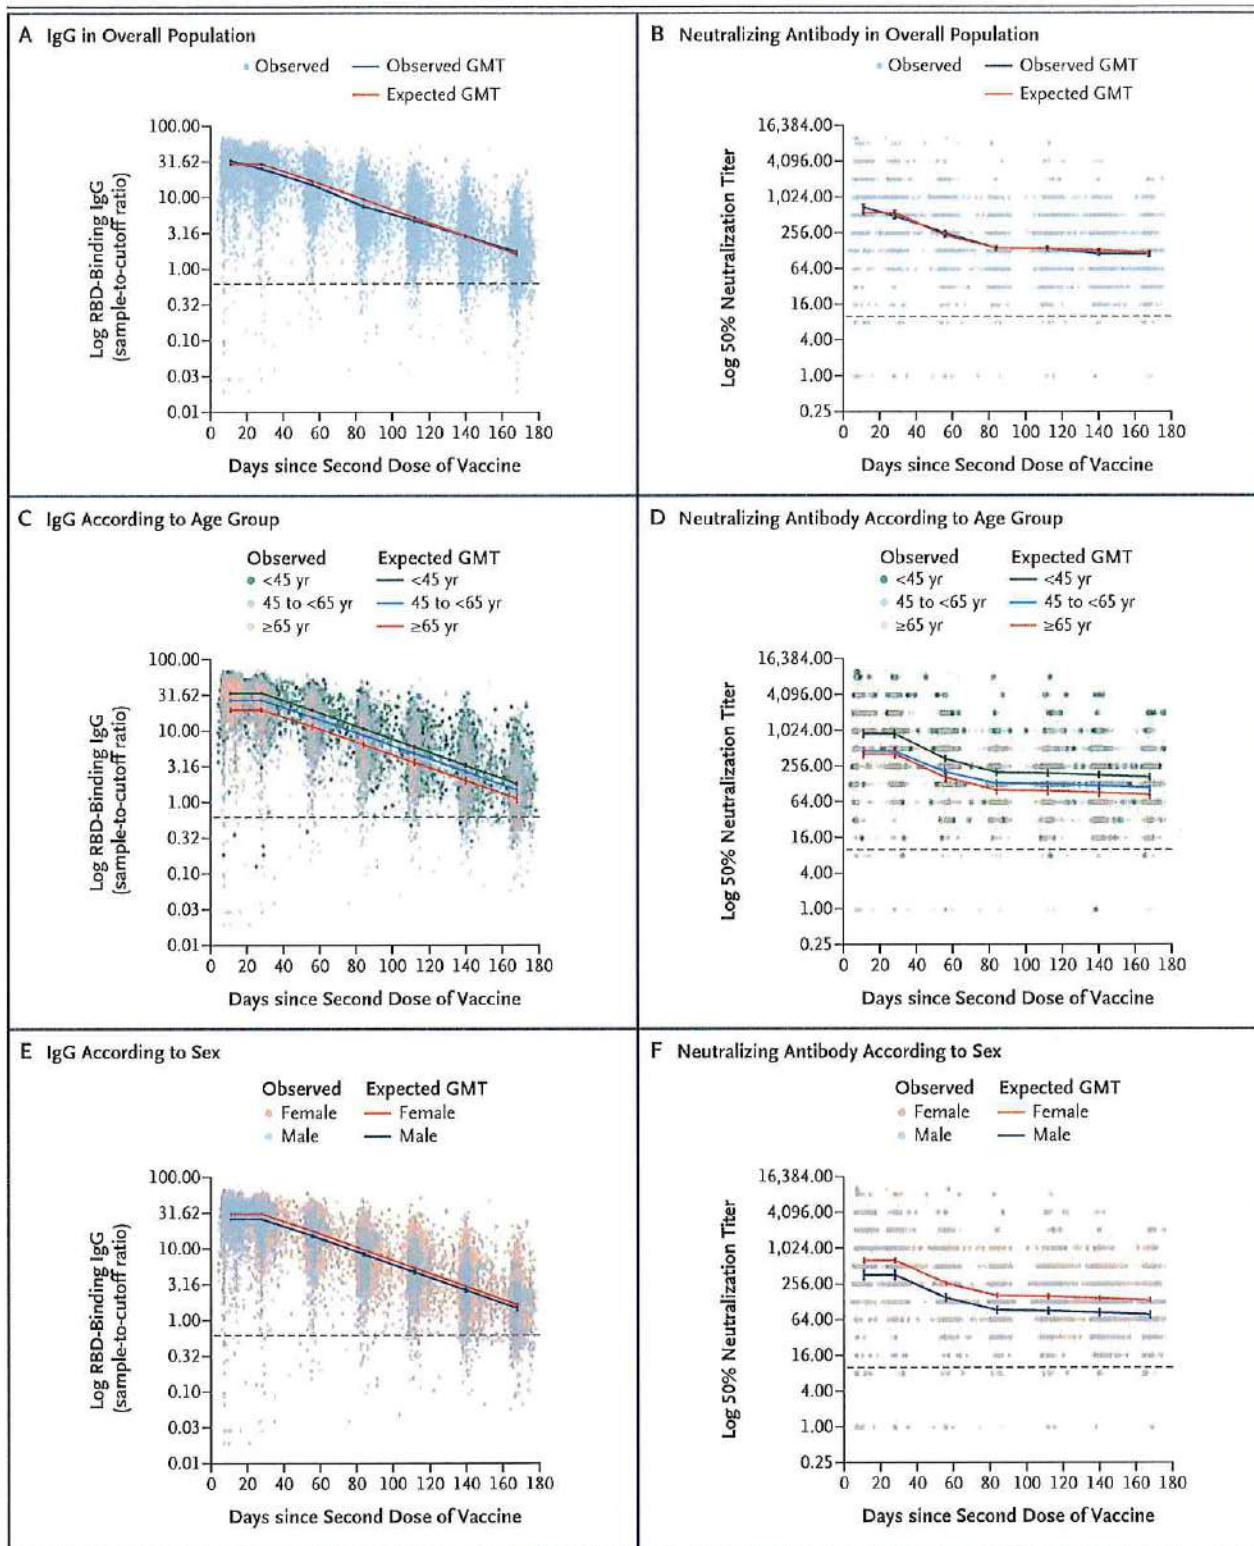 A IgG in Overall Population
Observed
Observed GMT
Expected GMT
Log RBD-Binding IgG
(sample-to-cutoff ratio)
100.00
31.62
10.00
3.16
1.00
0.32
0.10
0.03
0.01
0 20 40 60 80 100 120 140 160 180
Days since Second Dose of Vaccine
B Neutralizing Antibody in Overall Population
Observed
Observed GMT
Expected GMT
Log 50% Neutralization Titer
16,384.00
4,096.00
1,024.00
256.00
64.00
16.00
4.00
1.00
0.25
0 20 40 60 80 100 120 140 160 180
Days since Second Dose of Vaccine
C IgG According to Age Group
Observed Expected GMT
<45 yr <45 yr
45 to <65 yr 45 to <65 yr
≥65 yr ≥65 yr
Log RBD-Binding IgG
(sample-to-cutoff ratio)
100.00
31.62
10.00
3.16
1.00
0.32
0.10
0.03
0.01
0 20 40 60 80 100 120 140 160 180
Days since Second Dose of Vaccine
D Neutralizing Antibody According to Age Group
Observed Expected GMT
<45 yr <45 yr
45 to <65 yr 45 to <65 yr
≥65 yr ≥65 yr
Log 50% Neutralization Titer
16,384.00
4,096.00
1,024.00
256.00
64.00
16.00
4.00
1.00
0.25
0 20 40 60 80 100 120 140 160 180
Days since Second Dose of Vaccine
E IgG According to Sex
Observed Expected GMT
Female Female
Male Male
Log RBD-Binding IgG
(sample-to-cutoff ratio)
100.00
31.62
10.00
3.16
1.00
0.32
0.10
0.03
0.01
0 20 40 60 80 100 120 140 160 180
Days since Second Dose of Vaccine
F Neutralizing Antibody According to Sex
Observed Expected GMT
Female Female
Male Male
Log 50% Neutralization Titer
16,384.00
4,096.00
1,024.00
256.00
64.00
16.00
4.00
1.00
0.25
0 20 40 60 80 100 120 140 160 180
Days since Second Dose of Vaccine